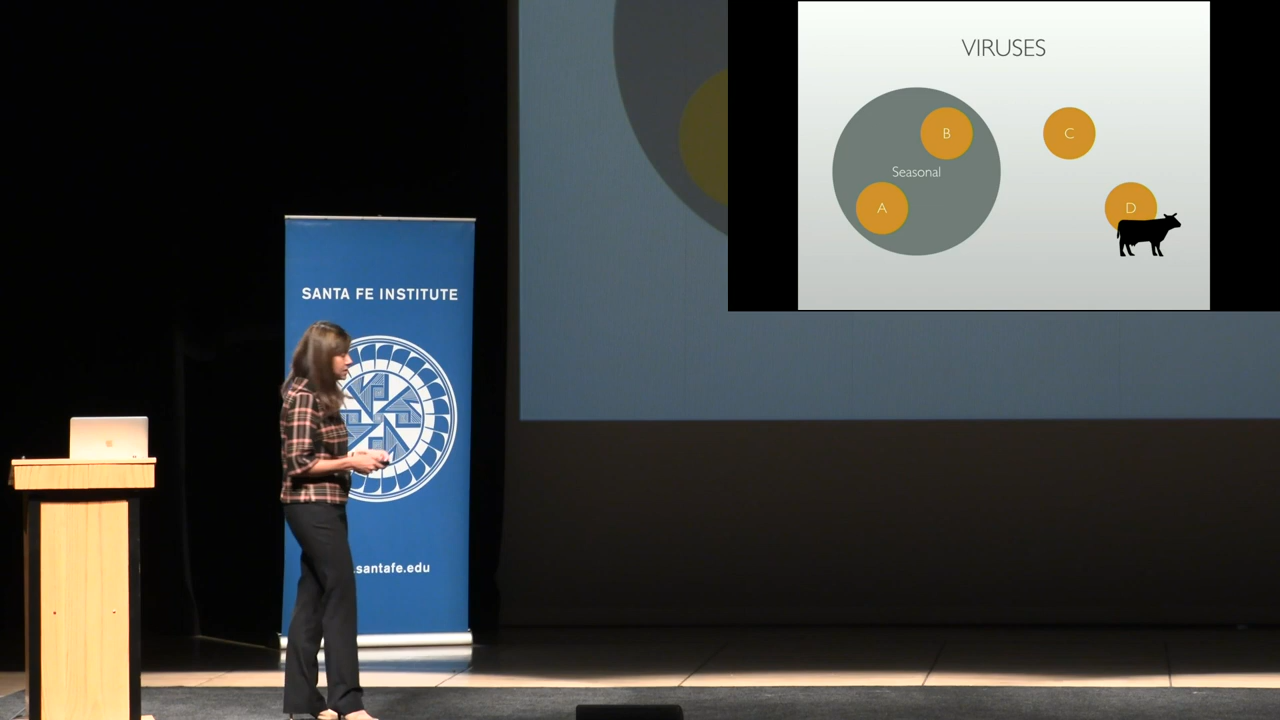 VIRUSES
B
C
Seasonal
A
D
SANTA FE INSTITUTE
.santafe.edu